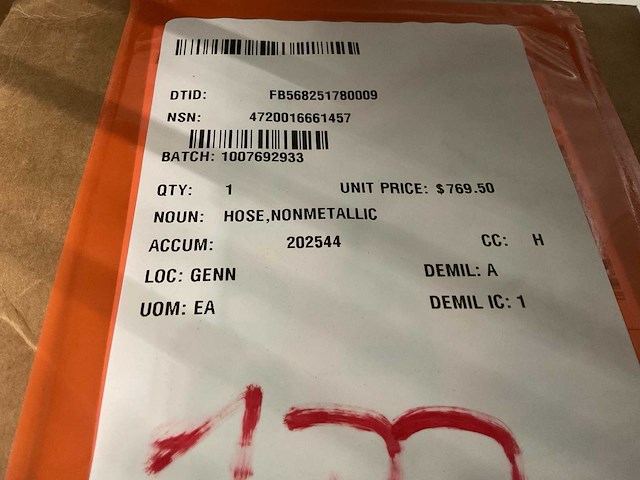 DTID: FB568251780009
NSN: 4720016661457
BATCH: 1007692933
QTY: 1 UNIT PRICE: $769.50
NOUN: HOSE,NONMETALLIC
ACCUM: 202544 CC: H
LOC: GENN DEMIL: A
UOM: EA DEMIL IC: 1